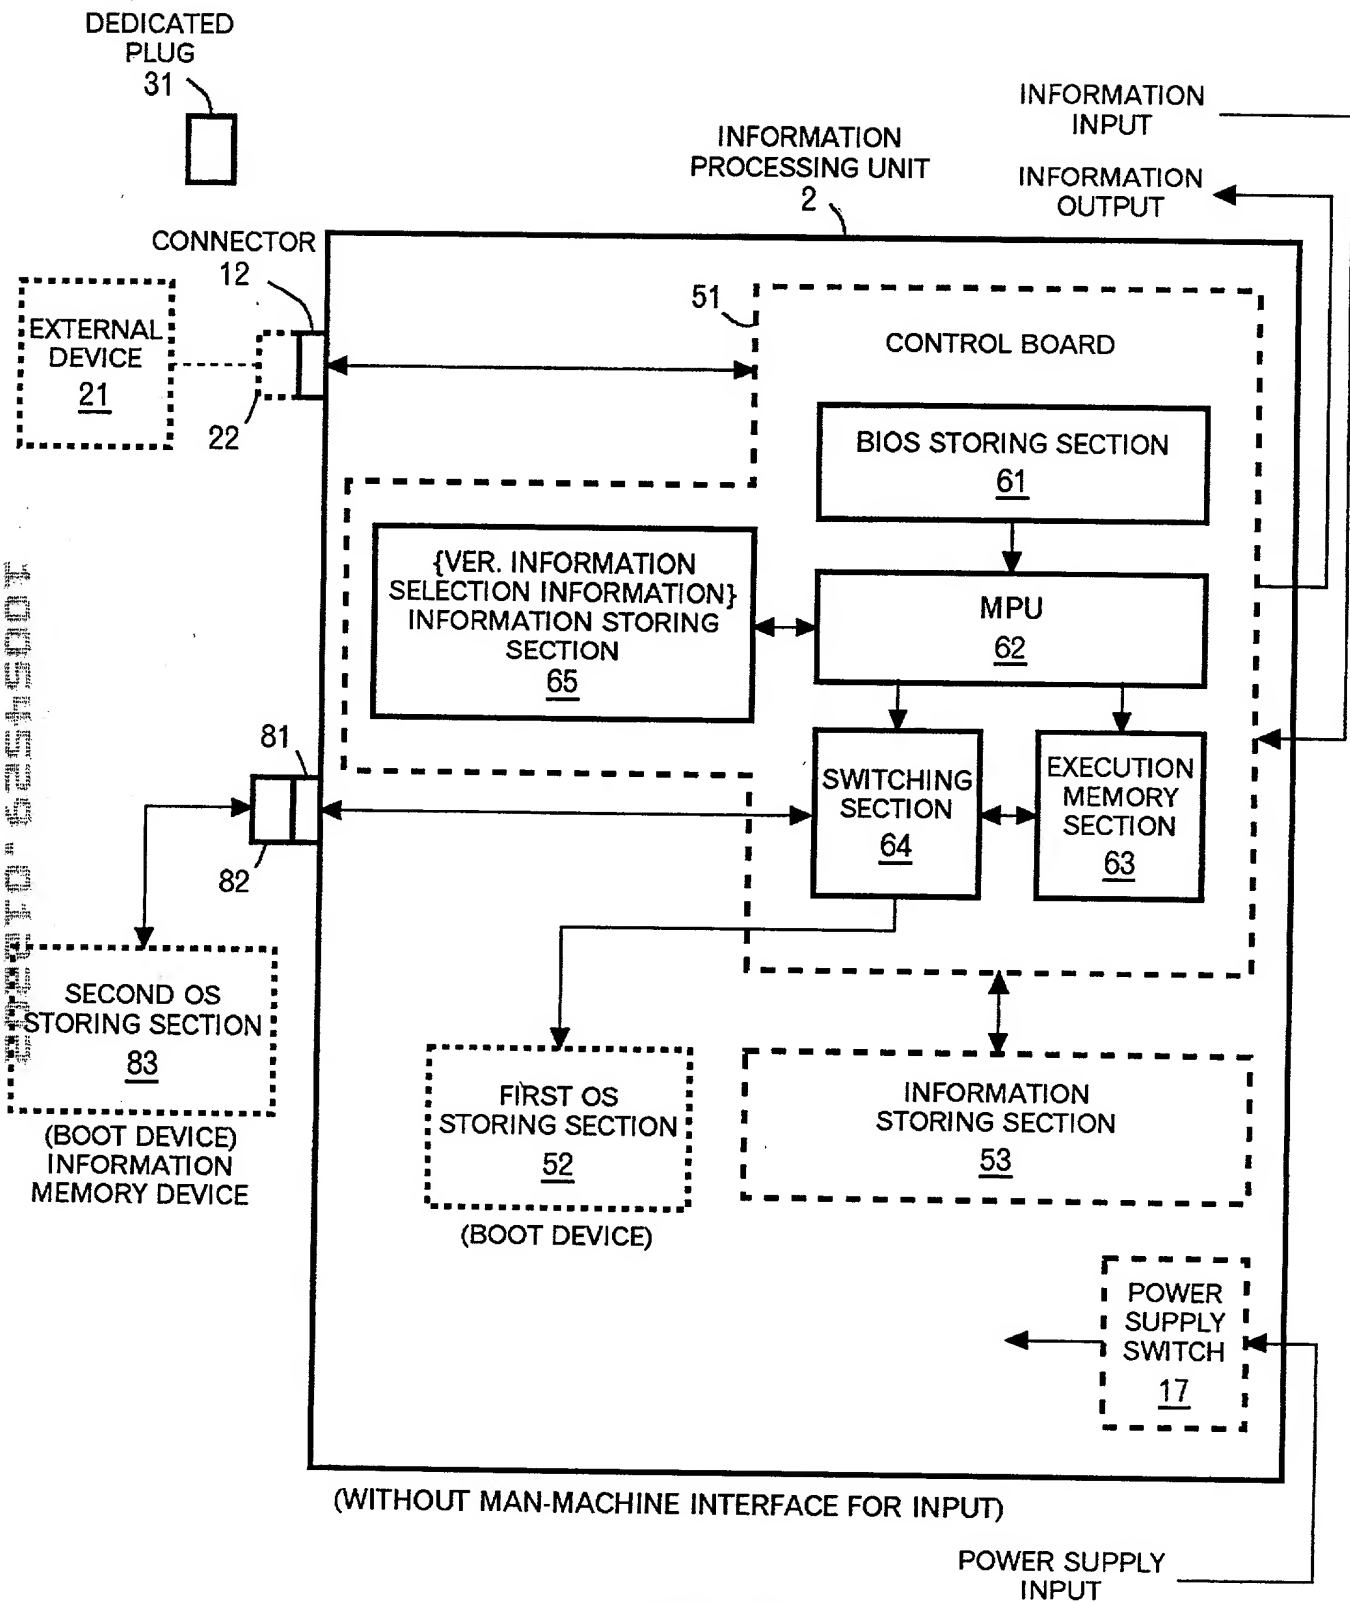 DEDICATED
PLUG
31
INFORMATION
INPUT
INFORMATION
PROCESSING UNIT
2
INFORMATION
OUTPUT
CONNECTOR
12
EXTERNAL
DEVICE
21
22
51
CONTROL BOARD
BIOS STORING SECTION
61
{VER. INFORMATION
SELECTION INFORMATION}
INFORMATION STORING
SECTION
65
MPU
62
81
82
SWITCHING
SECTION
64
EXECUTION
MEMORY
SECTION
63
SECOND OS
STORING SECTION
83
(BOOT DEVICE)
INFORMATION
MEMORY DEVICE
FIRST OS
STORING SECTION
52
(BOOT DEVICE)
INFORMATION
STORING SECTION
53
POWER
SUPPLY
SWITCH
17
(WITHOUT MAN-MACHINE INTERFACE FOR INPUT)
POWER SUPPLY
INPUT